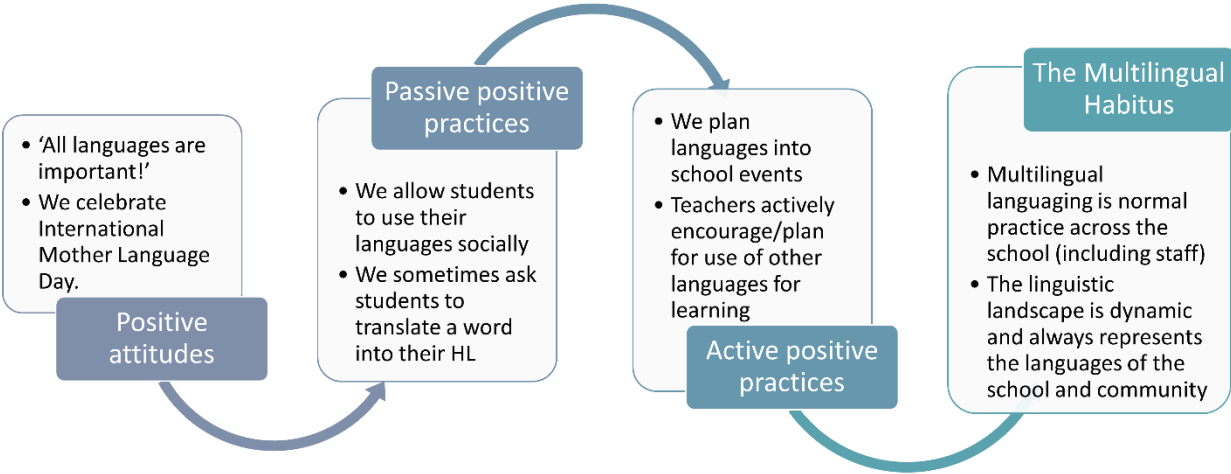 • ‘All languages are
important!’
• We celebrate
International
Mother Language
Day.
Positive
attitudes
Passive positive
practices
• We allow students
to use their
languages socially
• We sometimes ask
students to
translate a word
into their HL
• We plan
languages into
school events
• Teachers actively
encourage/plan
for use of other
languages for
learning
Active positive
practices
The Multilingual
Habitus
• Multilingual
languaging is normal
practice across the
school (including staff)
• The linguistic
landscape is dynamic
and always represents
the languages of the
school and community